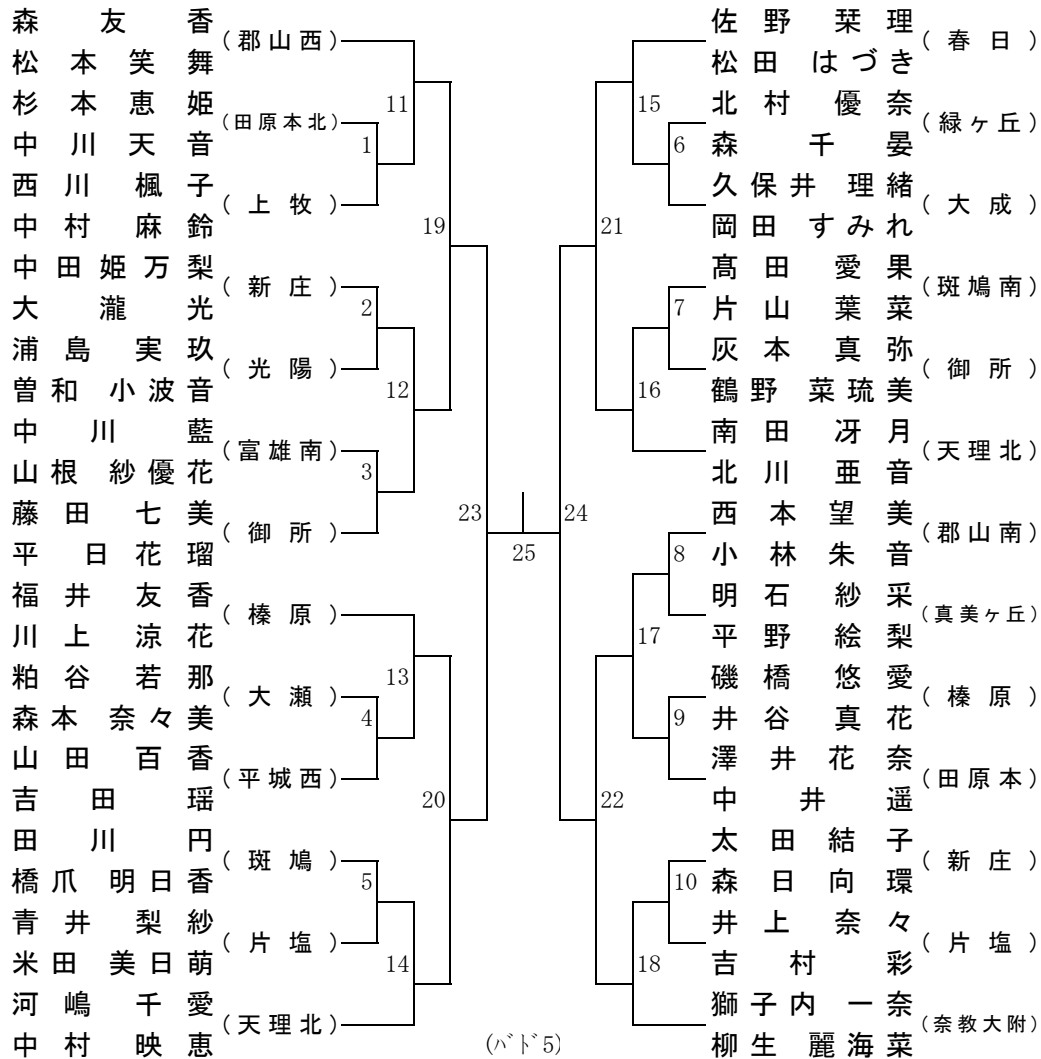 森友香
(郡山西)
松本笑舞
杉本恵姫
(田原本北)
中川天音
西川楓子
(上牧)
中村麻鈴
中田姫万梨
(新庄)
大瀧光
浦島実玖
(光陽)
曽和小波音
中川藍
(富雄南)
山根紗優花
藤田七美
(御所)
平日花瑠
福井友香
(榛原)
川上涼花
粕谷若那
(大瀬)
森本奈々美
山田百香
(平城西)
吉田瑶
田川円
(斑鳩)
橋爪明日香
青井梨紗
(片塩)
米田美日萌
河嶋千愛
(天理北)
中村映恵
11
1
19
2
12
3
23
13
4
20
5
14
25
24
15
6
21
7
16
8
17
9
22
10
18
佐野栞理
(春日)
松田はづき
北村優奈
(緑ヶ丘)
森千晏
久保井理緒
(大成)
岡田すみれ
髙田愛果
(斑鳩南)
片山葉菜
灰本真弥
(御所)
鶴野菜琉美
南田冴月
(天理北)
北川亜音
西本望美
(郡山南)
小林朱音
明石紗采
(真美ヶ丘)
平野絵梨
磯橋悠愛
(榛原)
井谷真花
澤井花奈
(田原本)
中井遥
太田結子
(新庄)
森日向環
井上奈々
(片塩)
吉村彩
獅子内一奈
(奈教大附)
柳生麗海菜
(ﾊﾞﾄﾞ5)